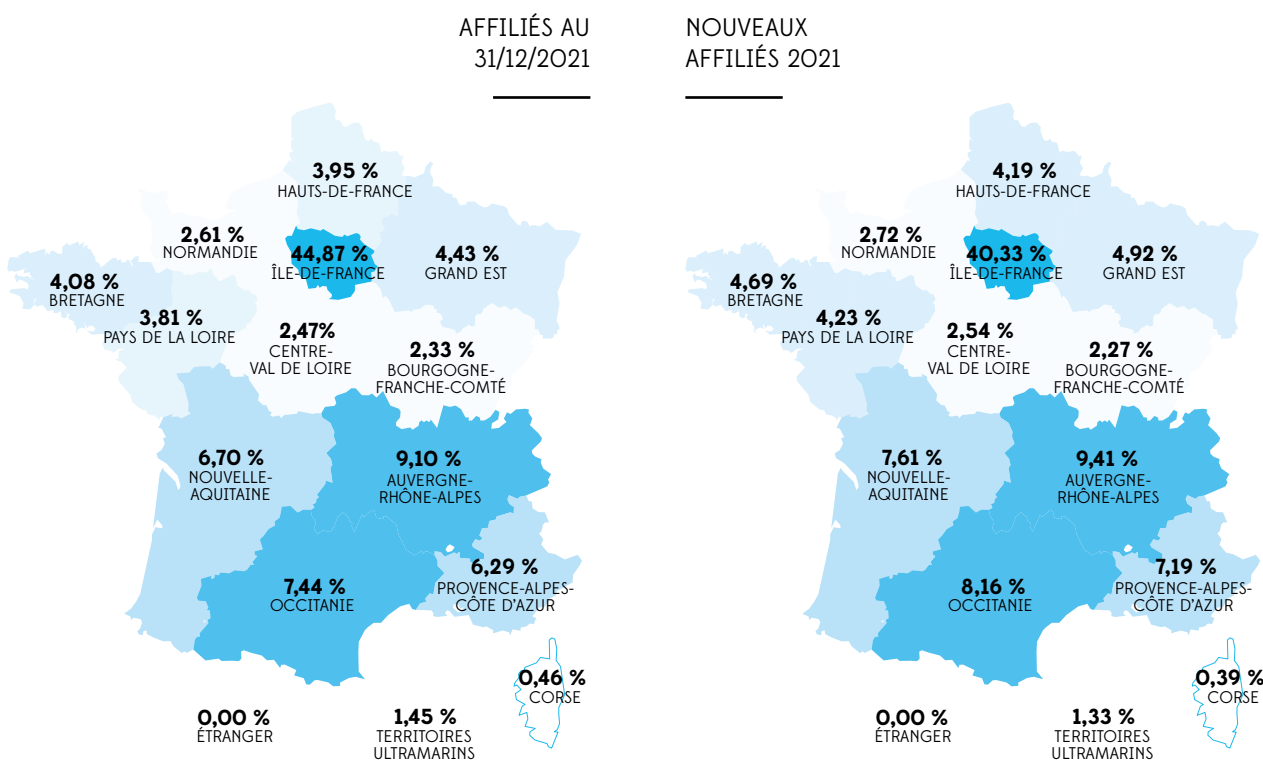 AFFILIÉS AU
31/12/2021
3,95 %
HAUTS-DE-FRANCE
2,61 %
NORMANDIE
44,87 %
ÎLE-DE-FRANCE
4,43 %
GRAND EST
4,08 %
BRETAGNE
3,81 %
PAYS DE LA LOIRE
2,47%
CENTRE-
VAL DE LOIRE
2,33 %
BOURGOGNE-
FRANCHE-COMTÉ
6,70 %
NOUVELLE-
AQUITAINE
9,10 %
AUVERGNE-
RHÔNE-ALPES
7,44 %
OCCITANIE
6,29 %
PROVENCE-ALPES-
CÔTE D'AZUR
0,46 %
CORSE
0,00 %
ÉTRANGER
1,45 %
TERRITOIRES
ULTRAMARINS
NOUVEAUX
AFFILIÉS 2021
4,19 %
HAUTS-DE-FRANCE
2,72 %
NORMANDIE
40,33 %
ÎLE-DE-FRANCE
4,92 %
GRAND EST
4,69 %
BRETAGNE
4,23 %
PAYS DE LA LOIRE
2,54 %
CENTRE-
VAL DE LOIRE
2,27 %
BOURGOGNE-
FRANCHE-COMTÉ
7,61 %
NOUVELLE-
AQUITAINE
9,41 %
AUVERGNE-
RHÔNE-ALPES
8,16 %
OCCITANIE
7,19 %
PROVENCE-ALPES-
CÔTE D'AZUR
0,39 %
CORSE
0,00 %
ÉTRANGER
1,33 %
TERRITOIRES
ULTRAMARINS